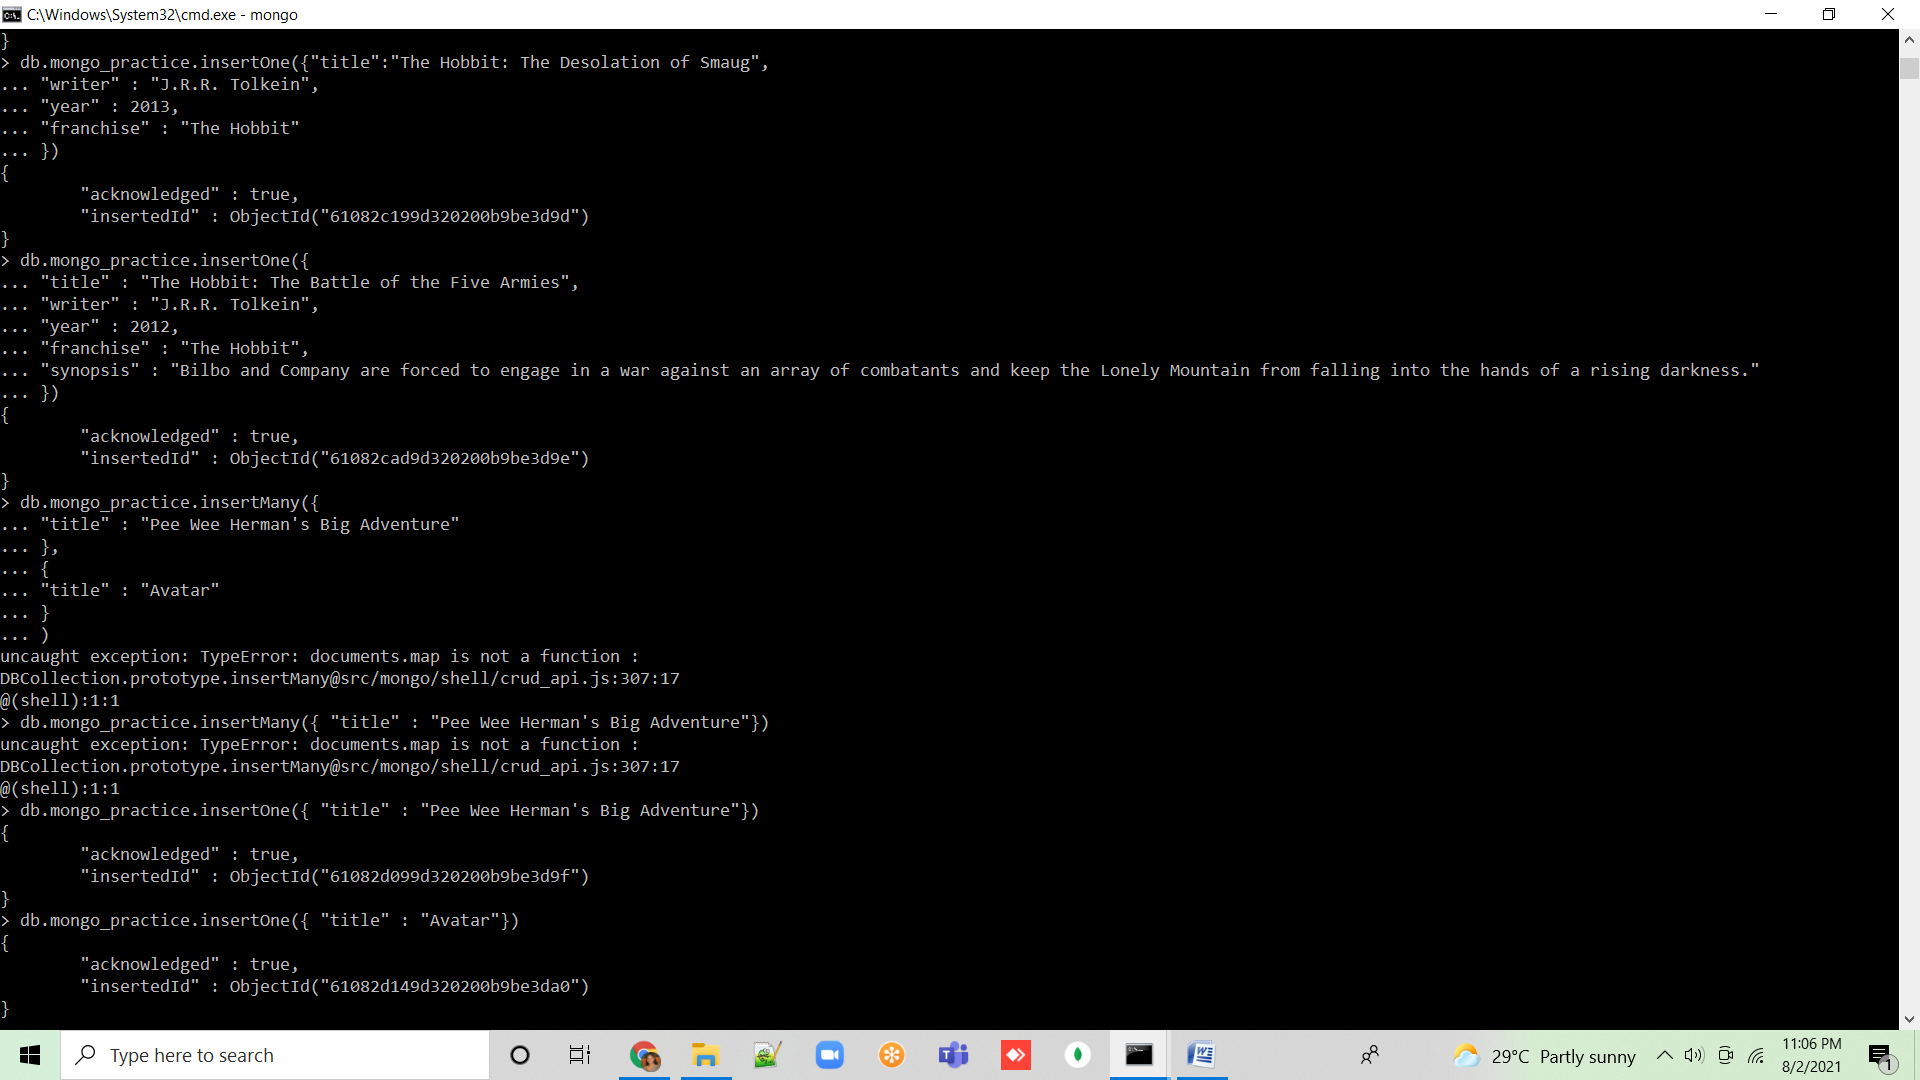 C:\Windows\System32\cmd.exe - mongo
}
> db.mongo_practice.insertOne({"title":"The Hobbit: The Desolation of Smaug",
... "writer" : "J.R.R. Tolkein",
... "year" : 2013,
... "franchise" : "The Hobbit"
... })
{
        "acknowledged" : true,
        "insertedId" : ObjectId("61082c199d320200b9be3d9d")
}
> db.mongo_practice.insertOne({
... "title" : "The Hobbit: The Battle of the Five Armies",
... "writer" : "J.R.R. Tolkein",
... "year" : 2012,
... "franchise" : "The Hobbit",
... "synopsis" : "Bilbo and Company are forced to engage in a war against an array of combatants and keep the Lonely Mountain from falling into the hands of a rising darkness."
... })
{
        "acknowledged" : true,
        "insertedId" : ObjectId("61082cad9d320200b9be3d9e")
}
> db.mongo_practice.insertMany({
... "title" : "Pee Wee Herman's Big Adventure"
... },
... {
... "title" : "Avatar"
... }
... )
uncaught exception: TypeError: documents.map is not a function :
DBCollection.prototype.insertMany@src/mongo/shell/crud_api.js:307:17
@(shell):1:1
> db.mongo_practice.insertMany({ "title" : "Pee Wee Herman's Big Adventure"})
uncaught exception: TypeError: documents.map is not a function :
DBCollection.prototype.insertMany@src/mongo/shell/crud_api.js:307:17
@(shell):1:1
> db.mongo_practice.insertOne({ "title" : "Pee Wee Herman's Big Adventure"})
{
        "acknowledged" : true,
        "insertedId" : ObjectId("61082d099d320200b9be3d9f")
}
> db.mongo_practice.insertOne({ "title" : "Avatar"})
{
        "acknowledged" : true,
        "insertedId" : ObjectId("61082d149d320200b9be3da0")
}
Type here to search
29°C Partly sunny
11:06 PM
8/2/2021
1